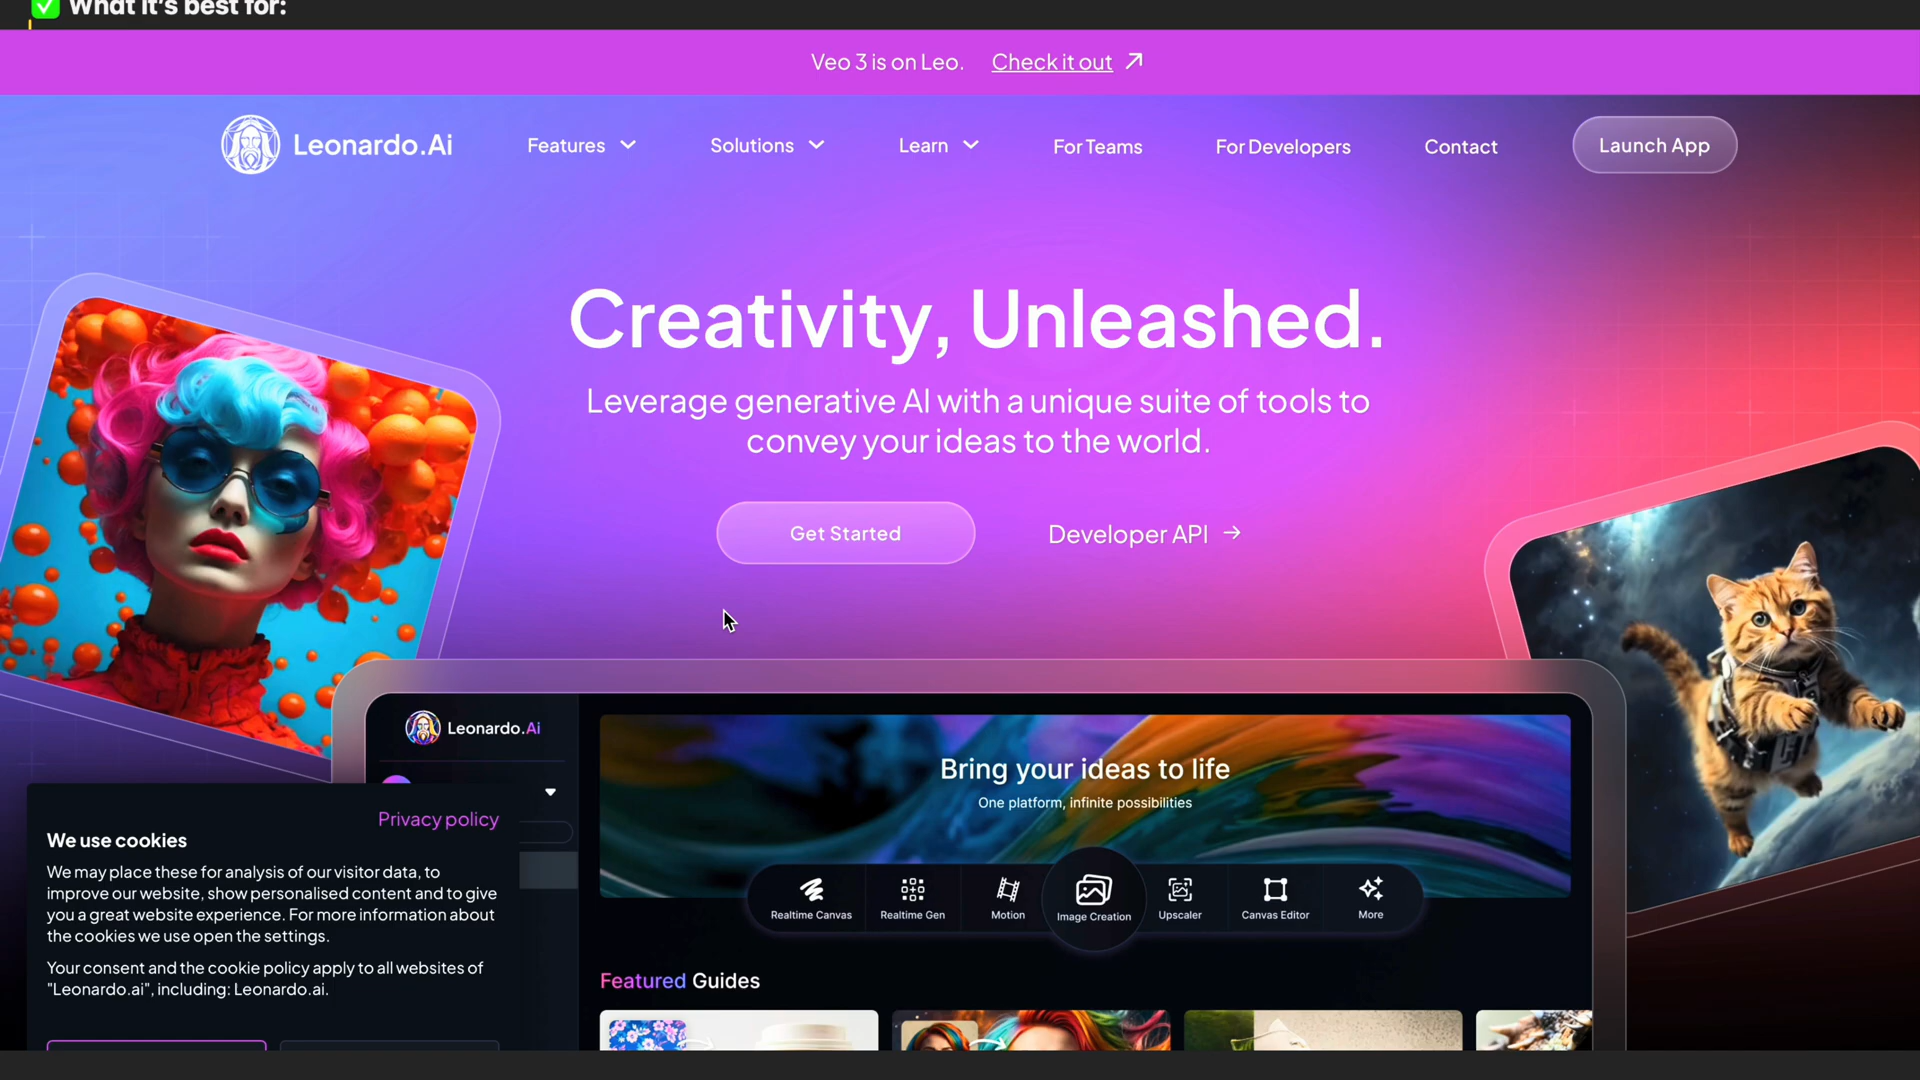 ✅ What it's best for:
Veo 3 is on Leo. Check it out ↗
Leonardo.Ai Features Solutions Learn For Teams For Developers Contact Launch App
Creativity, Unleashed.
Leverage generative AI with a unique suite of tools to
convey your ideas to the world.
Get Started Developer API →
Leonardo.Ai
Bring your ideas to life
One platform, infinite possibilities
Realtime Canvas Realtime Gen Motion Image Creation Upscaler Canvas Editor More
Featured Guides
Privacy policy
We use cookies
We may place these for analysis of our visitor data, to
improve our website, show personalised content and to give
you a great website experience. For more information about
the cookies we use open the settings.
Your consent and the cookie policy apply to all websites of
"Leonardo.ai", including: Leonardo.ai.